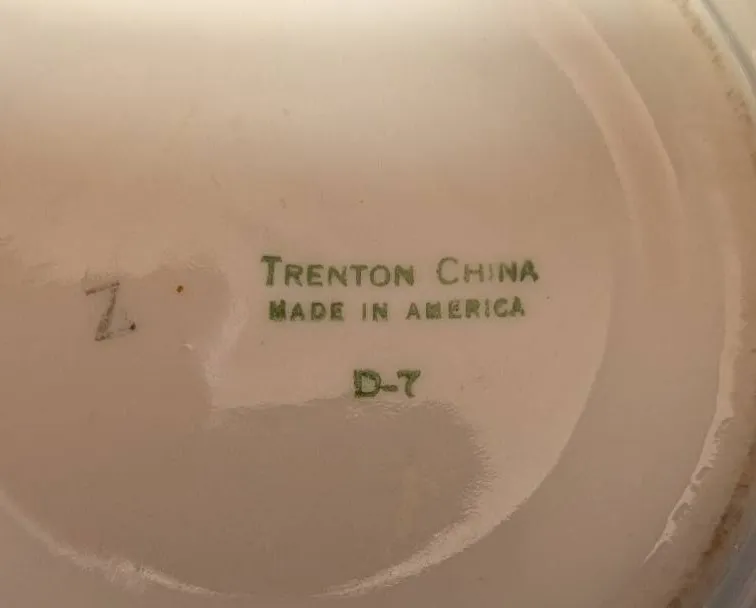 TRENTON CHINA
MADE IN AMERICA
Z
D-7